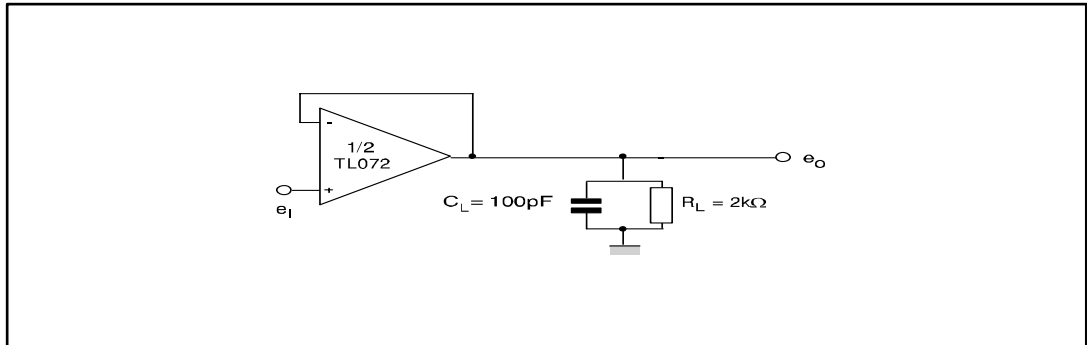 -
1/2
TL072
+
e_I
e_O
C_L= 100pF
R_L = 2kΩ